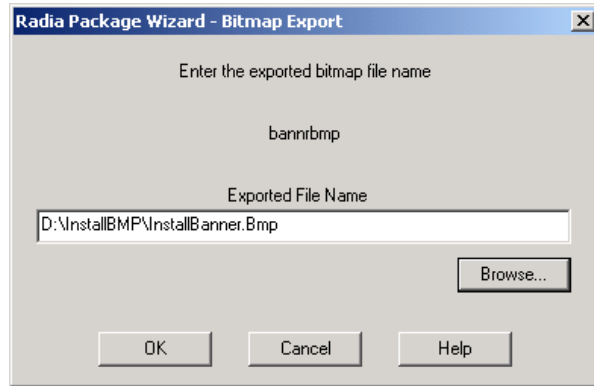 Radia Package Wizard - Bitmap Export
Enter the exported bitmap file name
bannrbmp
Exported File Name
D:\InstallBMP\InstallBanner.Bmp
Browse...
OK Cancel Help